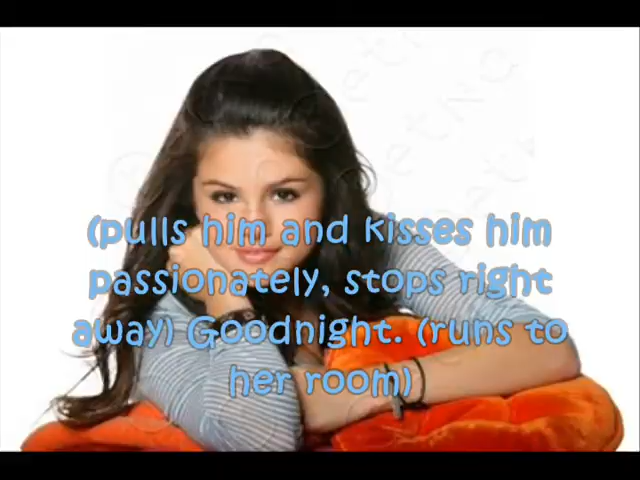 (pulls him and kisses him
passionately, stops right
away) Goodnight. (runs to
her room)